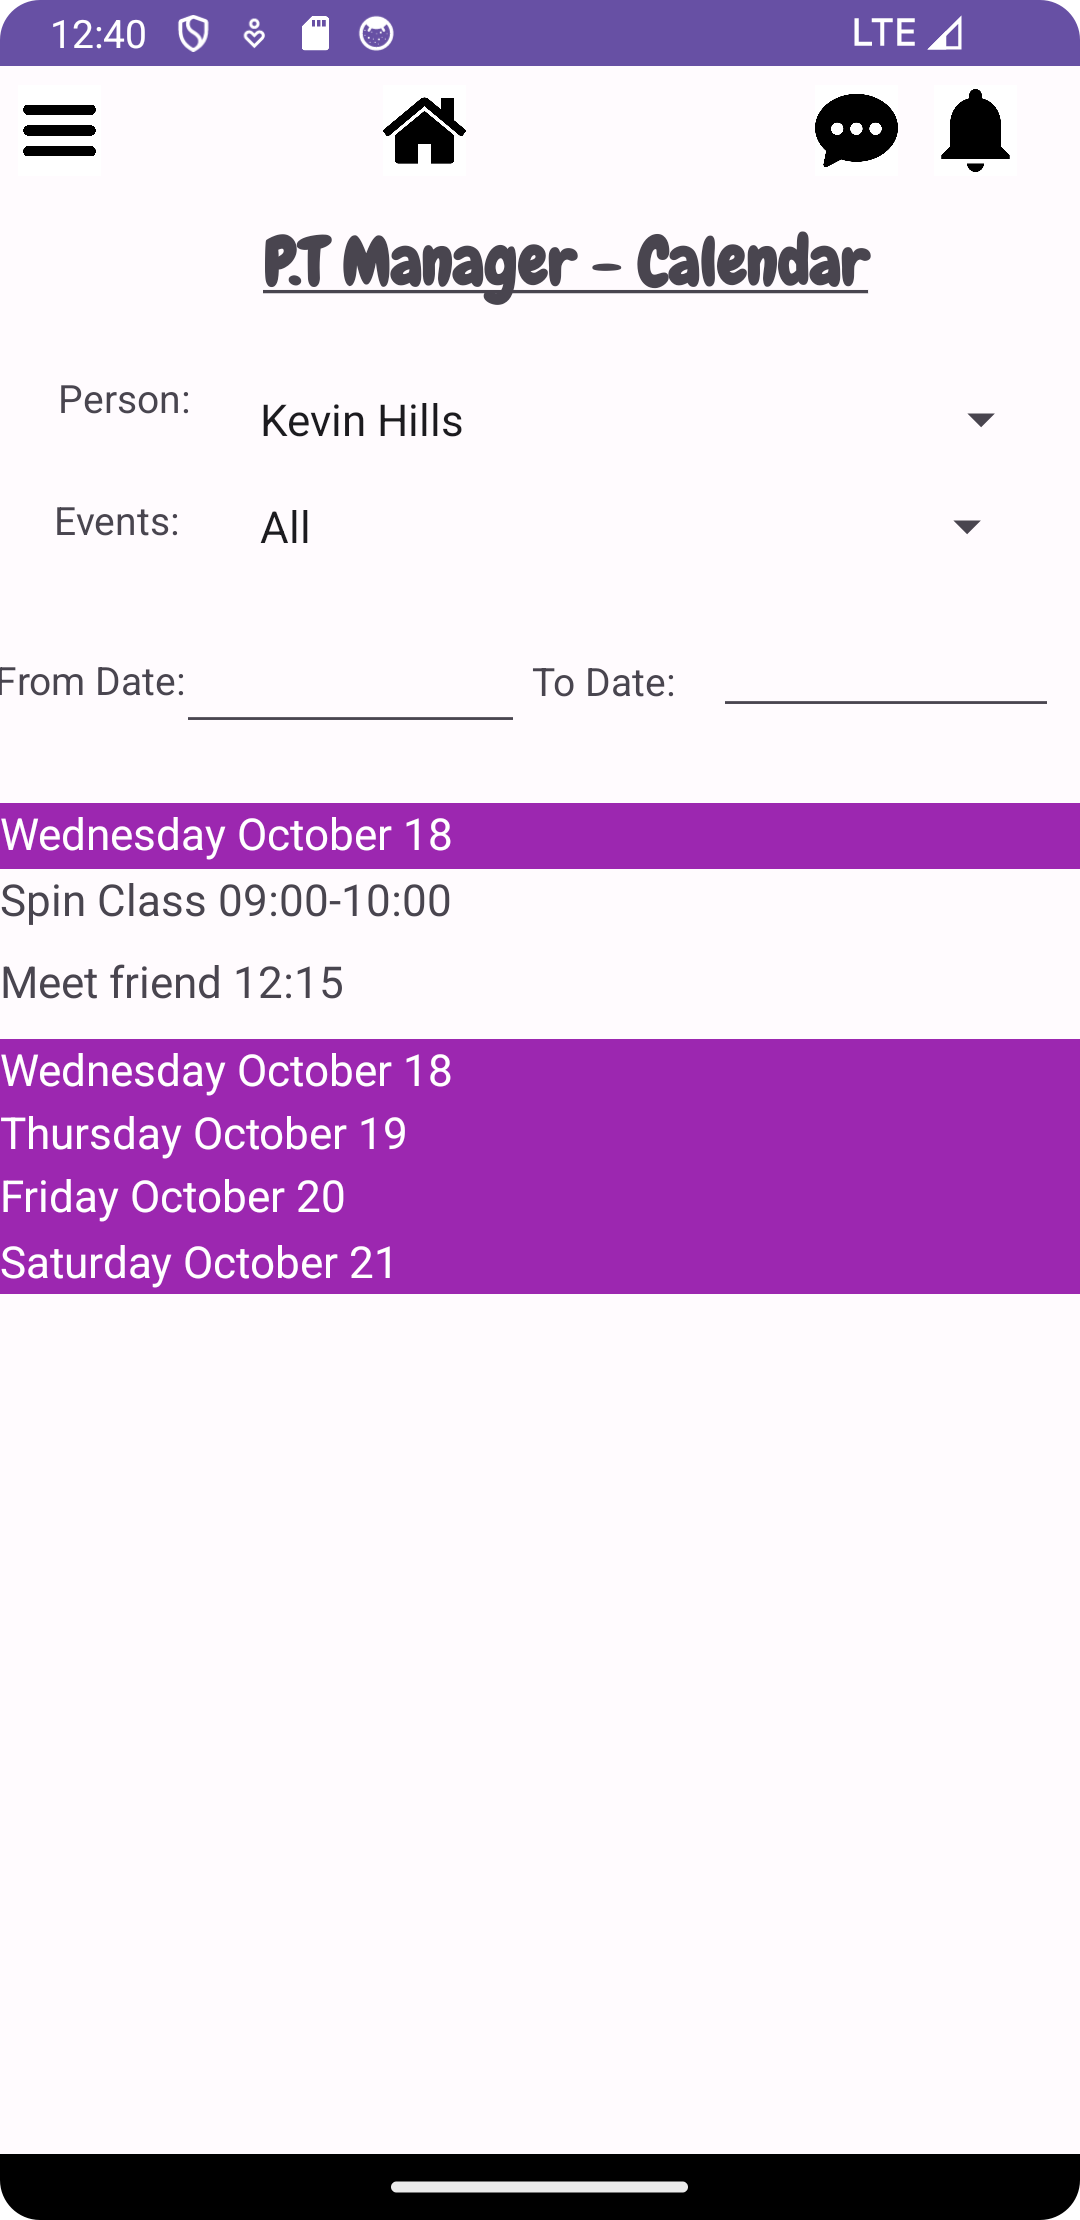 12:40 LTE
P.T Manager - Calendar
Person: Kevin Hills
Events: All
From Date: To Date:
Wednesday October 18
Spin Class 09:00-10:00
Meet friend 12:15
Wednesday October 18
Thursday October 19
Friday October 20
Saturday October 21